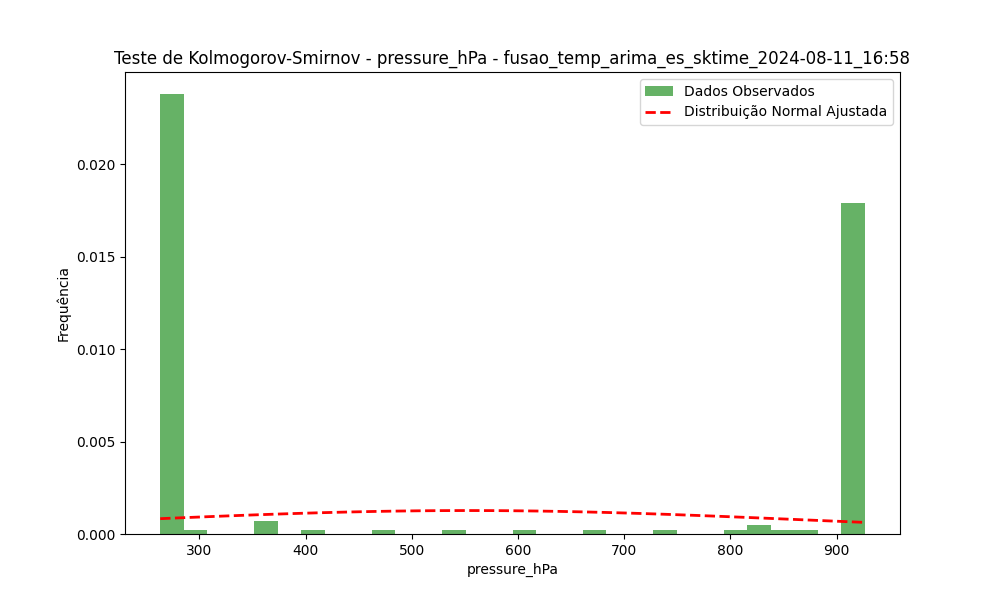 Teste de Kolmogorov-Smirnov - pressure_hPa - fusao_temp_arima_es_sktime_2024-08-11_16:58
Dados Observados
Distribuição Normal Ajustada
0.020
0.015
0.010
0.005
0.000
Frequência
300 400 500 600 700 800 900
pressure_hPa